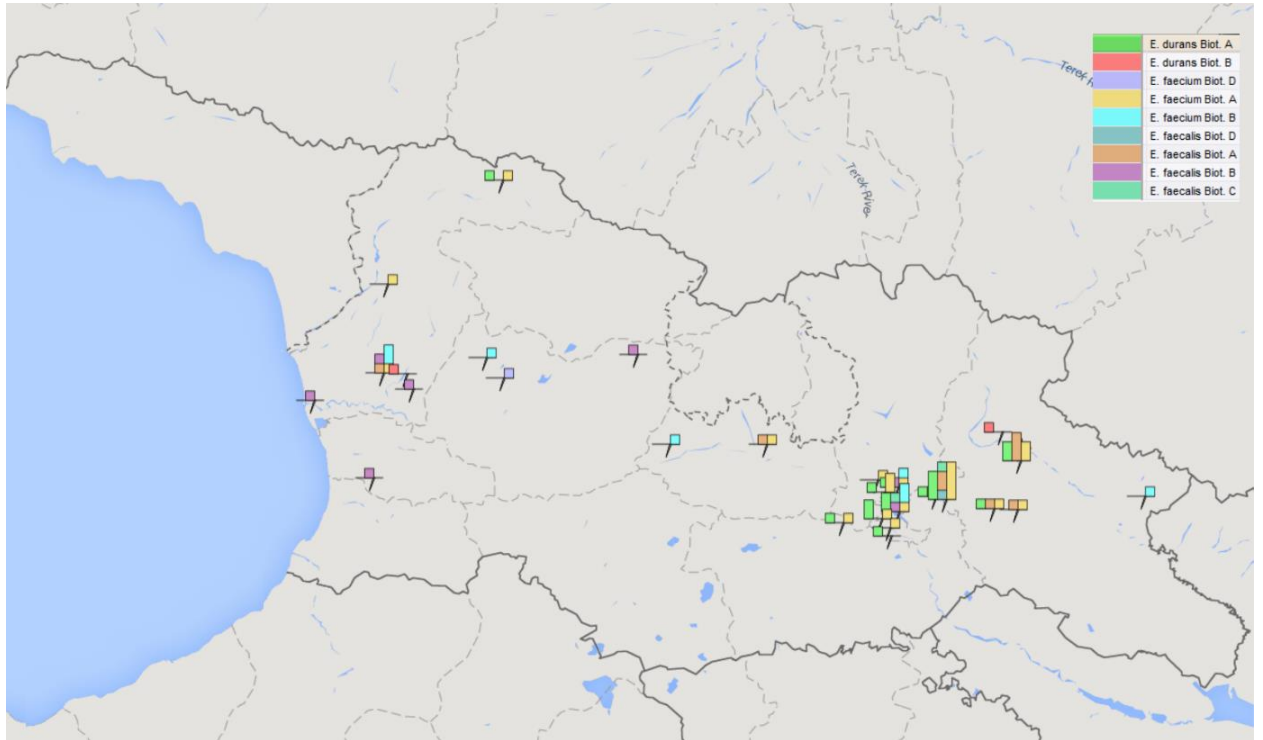 E. durans Biot. A
E. durans Biot. B
E. faecium Biot. D
E. faecium Biot. A
E. faecium Biot. B
E. faecalis Biot. D
E. faecalis Biot. A
E. faecalis Biot. B
E. faecalis Biot. C
Terek
Terek River